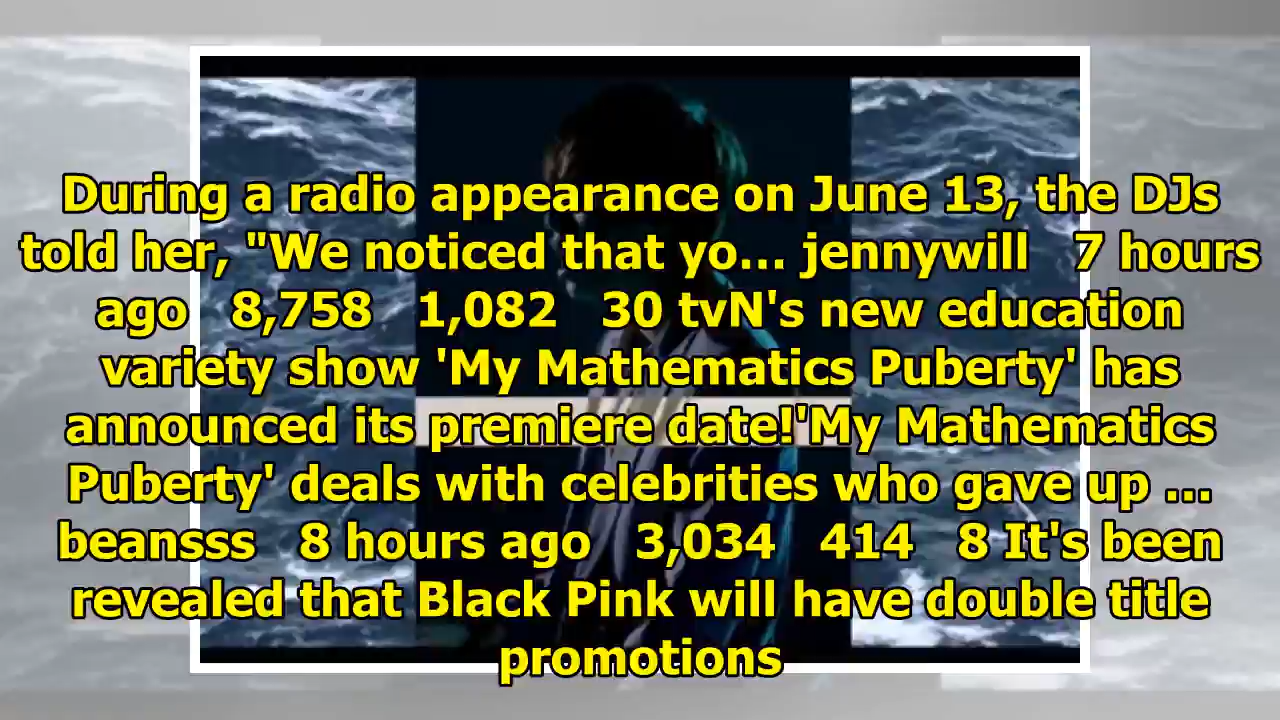 During a radio appearance on June 13, the DJs
told her, "We noticed that yo... jennywill 7 hours
ago 8,758 1,082 30 tvN's new education
variety show 'My Mathematics Puberty' has
announced its premiere date!'My Mathematics
Puberty' deals with celebrities who gave up ...
beansss 8 hours ago 3,034 414 8 It's been
revealed that Black Pink will have double title
promotions